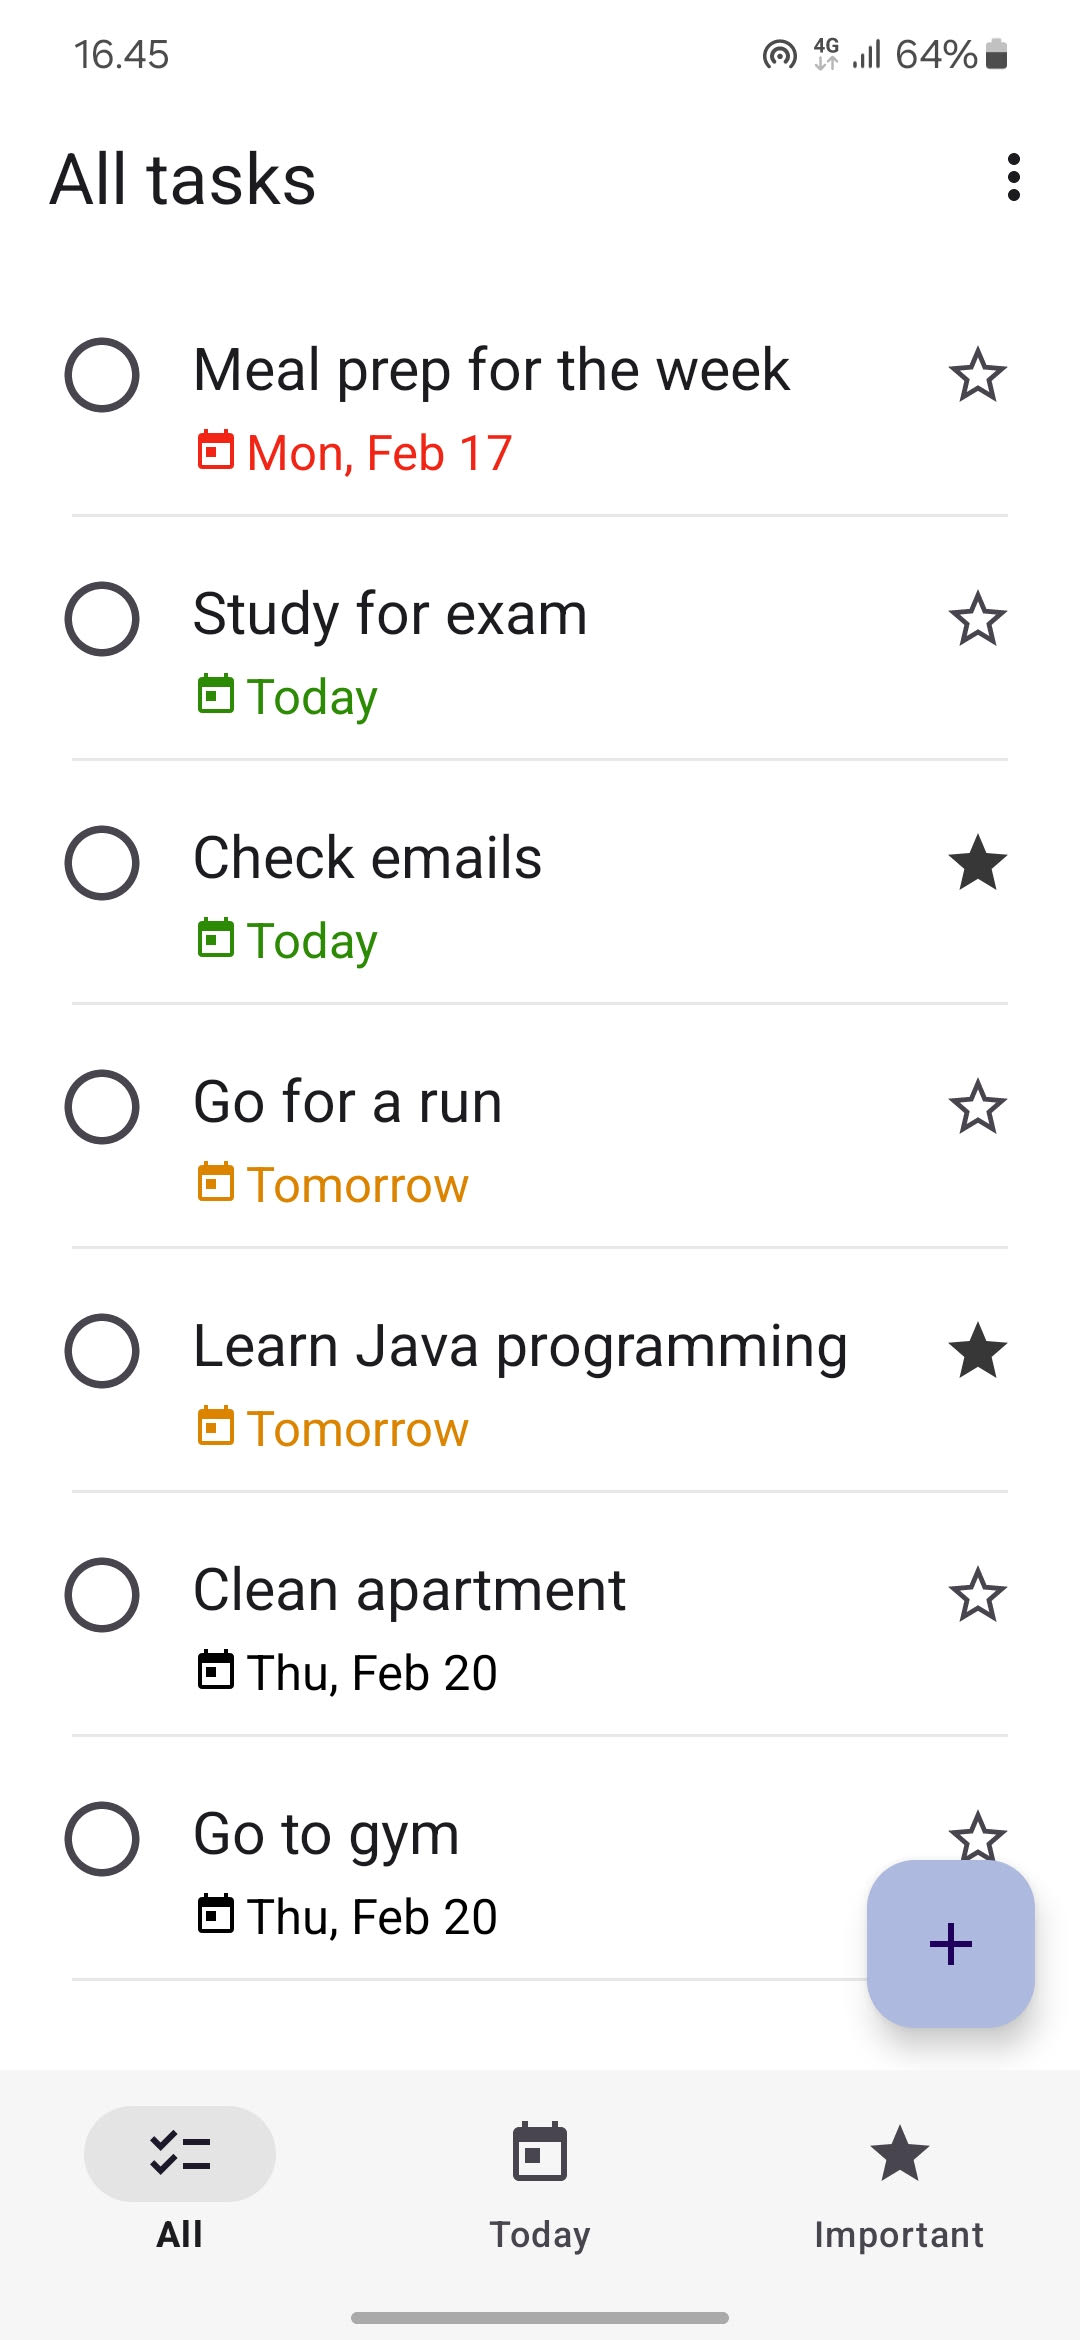 16.45
4G
64%
All tasks
Meal prep for the week
Mon, Feb 17
Study for exam
Today
Check emails
Today
Go for a run
Tomorrow
Learn Java programming
Tomorrow
Clean apartment
Thu, Feb 20
Go to gym
Thu, Feb 20
All
Today
Important